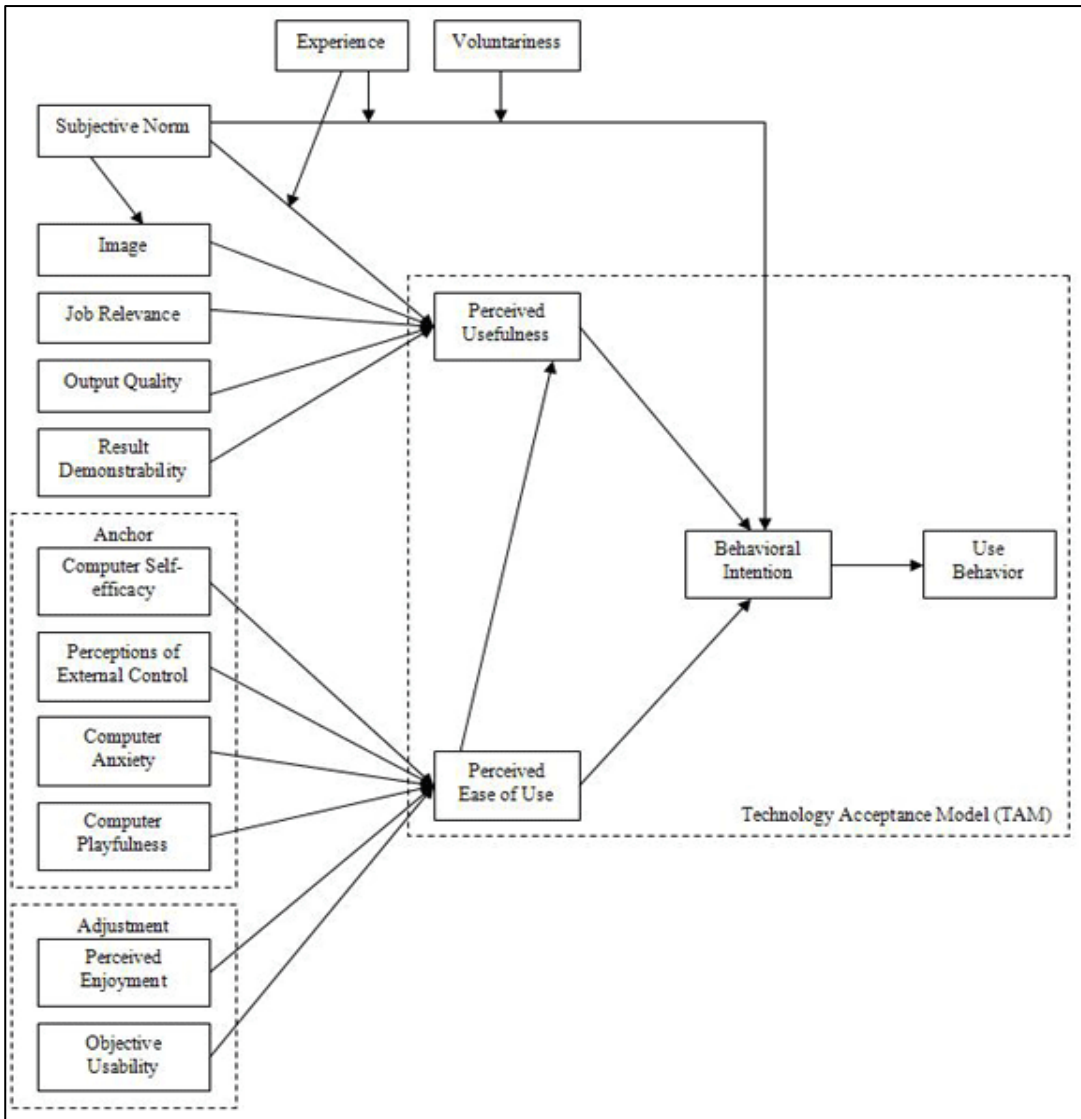 Experience
Voluntariness
Subjective Norm
Image
Job Relevance
Output Quality
Result
Demonstrability
Anchor
Computer Self-
efficacy
Perceptions of
External Control
Computer
Anxiety
Computer
Playfulness
Adjustment
Perceived
Enjoyment
Objective
Usability
Perceived
Usefulness
Perceived
Ease of Use
Behavioral
Intention
Use
Behavior
Technology Acceptance Model (TAM)